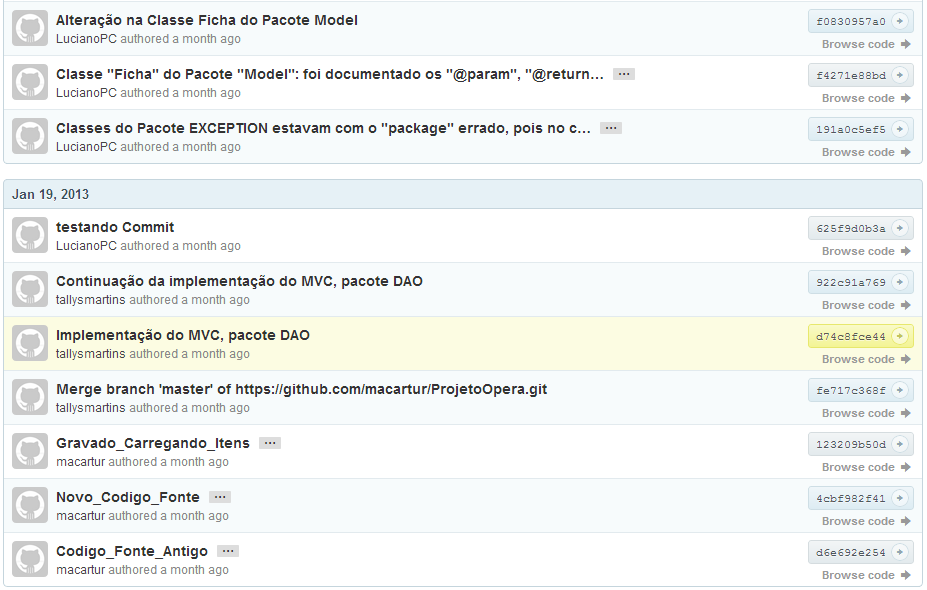 Alteração na Classe Ficha do Pacote Model
f0830957a0
LucianoPC authored a month ago
Browse code
Classe "Ficha" do Pacote "Model": foi documentado os "@param", "@return… …
f4271e88bd
LucianoPC authored a month ago
Browse code
Classes do Pacote EXCEPTION estavam com o "package" errado, pois no c… …
191a0c5ef5
LucianoPC authored a month ago
Browse code
Jan 19, 2013
testando Commit
625f9d0b3a
LucianoPC authored a month ago
Browse code
Continuação da implementação do MVC, pacote DAO
922c91a769
tallysmartins authored a month ago
Browse code
Implementação do MVC, pacote DAO
d74c8fce44
tallysmartins authored a month ago
Browse code
Merge branch 'master' of https://github.com/macartur/ProjetoOpera.git
fe717c368f
tallysmartins authored a month ago
Browse code
Gravado_Carregando_Itens …
123209b50d
macartur authored a month ago
Browse code
Novo_Codigo_Fonte …
4cbf982f41
macartur authored a month ago
Browse code
Codigo_Fonte_Antigo …
d6e692e254
macartur authored a month ago
Browse code